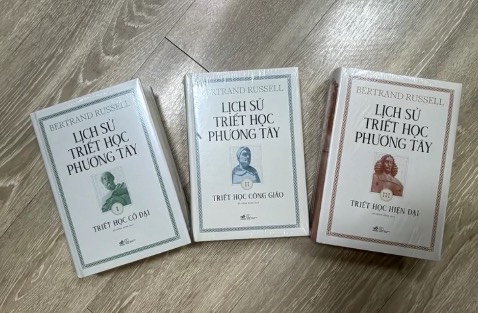 BERTRAND RUSSELL
LỊCH SỬ
TRIẾT HỌC
PHƯƠNG TÂY
I
TRIẾT HỌC CỔ ĐẠI
BERTRAND RUSSELL
LỊCH SỬ
TRIẾT HỌC
PHƯƠNG TÂY
II
TRIẾT HỌC CÔNG GIÁO
BERTRAND RUSSELL
LỊCH SỬ
TRIẾT HỌC
PHƯƠNG TÂY
III
TRIẾT HỌC HIỆN ĐẠI